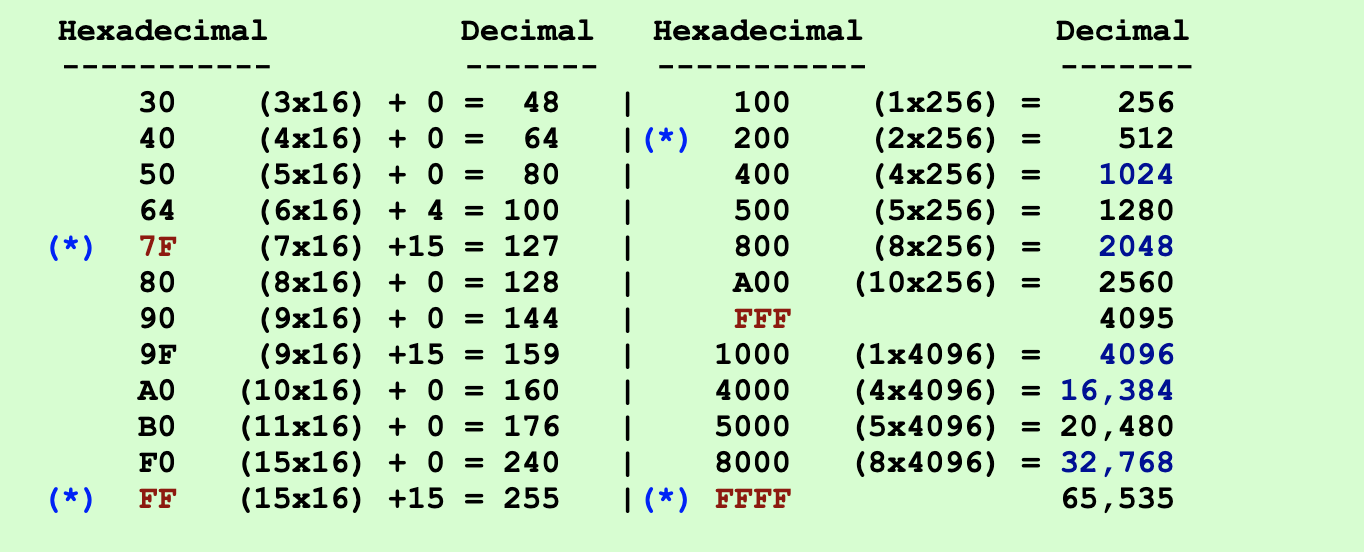 Hexadecimal          Decimal   Hexadecimal          Decimal
-----------          -------   -----------          -------
    30    (3x16) + 0 =  48   |     100    (1x256) =    256
    40    (4x16) + 0 =  64   |(*)  200    (2x256) =    512
    50    (5x16) + 0 =  80   |     400    (4x256) =   1024
    64    (6x16) + 4 = 100   |     500    (5x256) =   1280
(*) 7F    (7x16) +15 = 127   |     800    (8x256) =   2048
    80    (8x16) + 0 = 128   |     A00   (10x256) =   2560
    90    (9x16) + 0 = 144   |     FFF                4095
    9F    (9x16) +15 = 159   |    1000   (1x4096) =   4096
    A0   (10x16) + 0 = 160   |    4000   (4x4096) = 16,384
    B0   (11x16) + 0 = 176   |    5000   (5x4096) = 20,480
    F0   (15x16) + 0 = 240   |    8000   (8x4096) = 32,768
(*) FF   (15x16) +15 = 255   |(*) FFFF              65,535